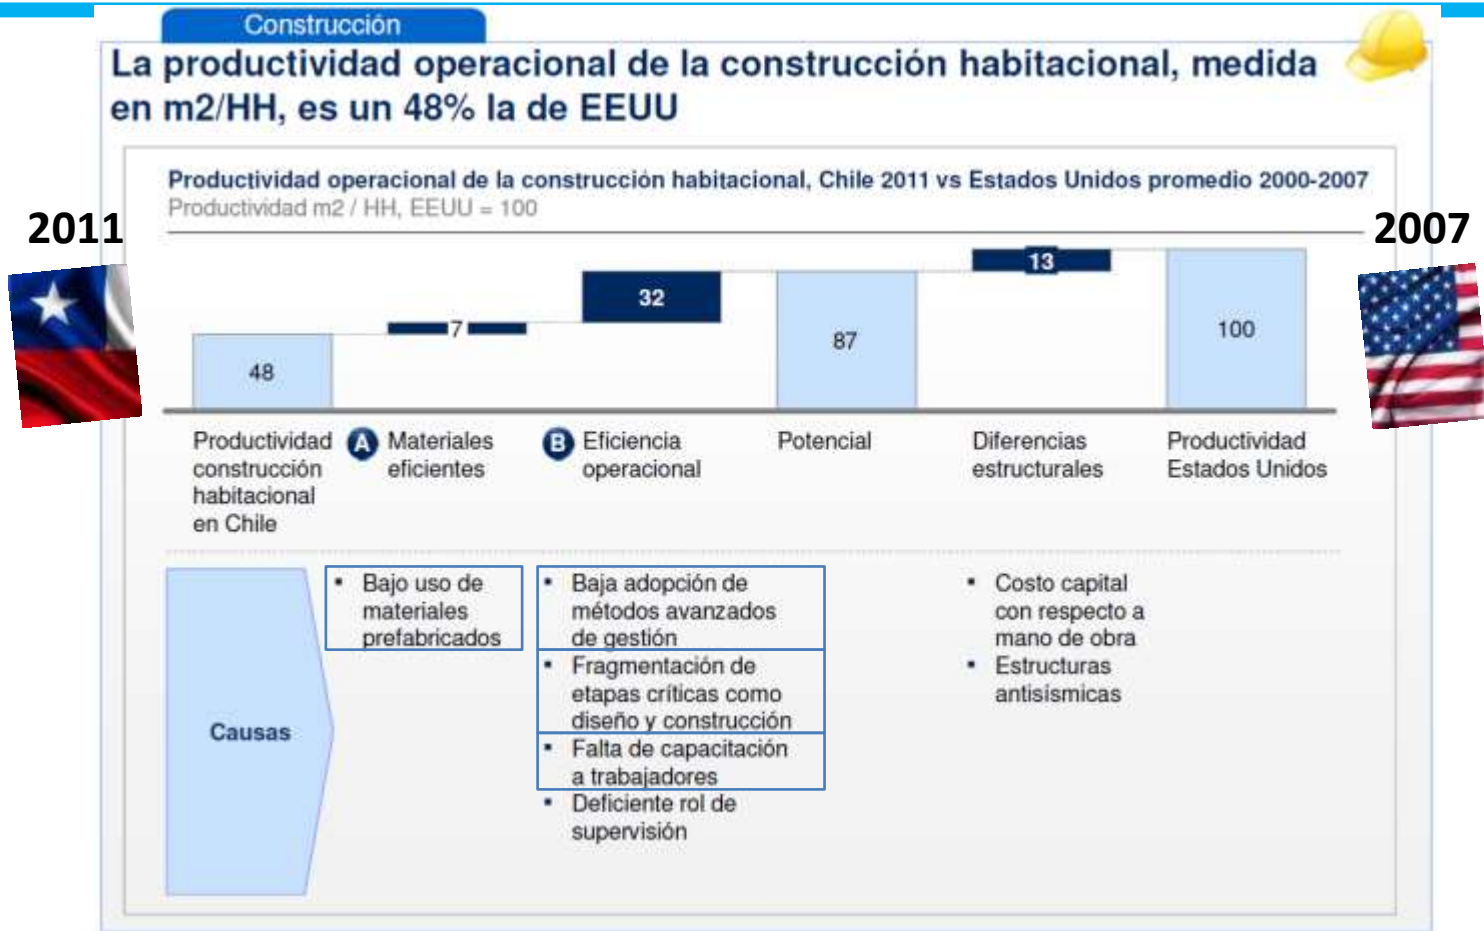 Construcción
La productividad operacional de la construcción habitacional, medida
en m2/HH, es un 48% la de EEUU
Productividad operacional de la construcción habitacional, Chile 2011 vs Estados Unidos promedio 2000-2007
Productividad m2 / HH, EEUU = 100
2011
2007
48
7
32
87
13
100
Productividad
construcción
habitacional
en Chile
A Materiales
eficientes
B Eficiencia
operacional
Potencial
Diferencias
estructurales
Productividad
Estados Unidos
Causas
▪ Bajo uso de
materiales
prefabricados
▪ Baja adopción de
métodos avanzados
de gestión
▪ Fragmentación de
etapas críticas como
diseño y construcción
▪ Falta de capacitación
a trabajadores
▪ Deficiente rol de
supervisión
▪ Costo capital
con respecto a
mano de obra
▪ Estructuras
antisísmicas